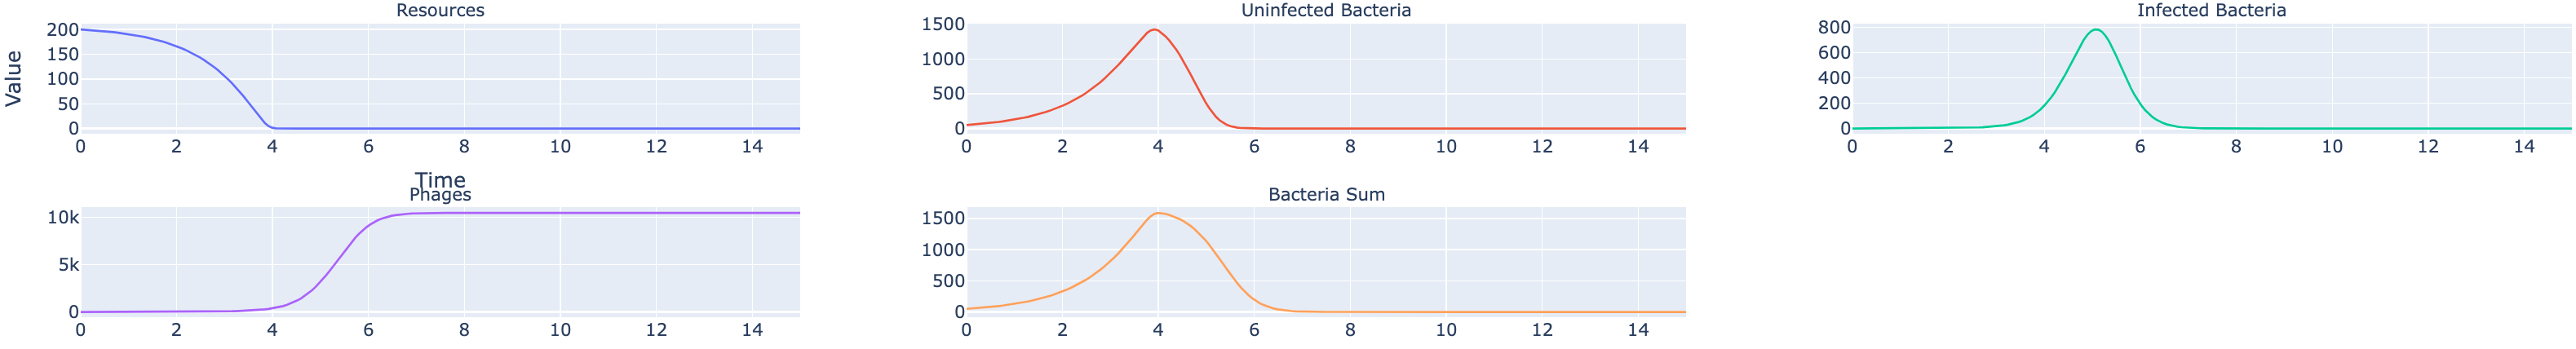 Resources
Uninfected Bacteria
Infected Bacteria
Value
200
150
100
50
0
0 2 4 6 8 10 12 14
1500
1000
500
0
0 2 4 6 8 10 12 14
800
600
400
200
0
0 2 4 6 8 10 12 14
Time
Phages
Bacteria Sum
10k
5k
0
0 2 4 6 8 10 12 14
1500
1000
500
0
0 2 4 6 8 10 12 14